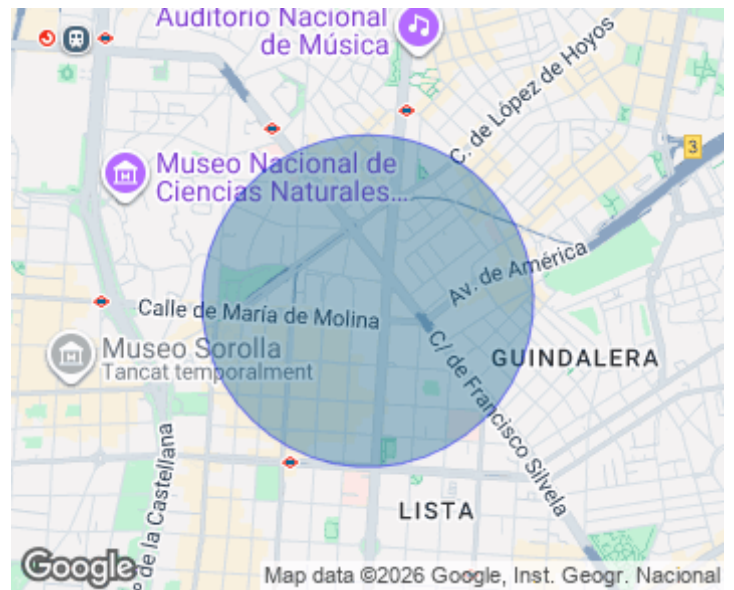 Auditorio Nacional
de Música
C. de López de Hoyos
3
Museo Nacional de
Ciencias Naturales...
Av. de América
Calle de María de Molina
Museo Sorolla
Tancat temporalment
C/ de Francisco Silvela
GUINDALERA
º de la Castellana
LISTA
Google
Map data ©2026 Google, Inst. Geogr. Nacional